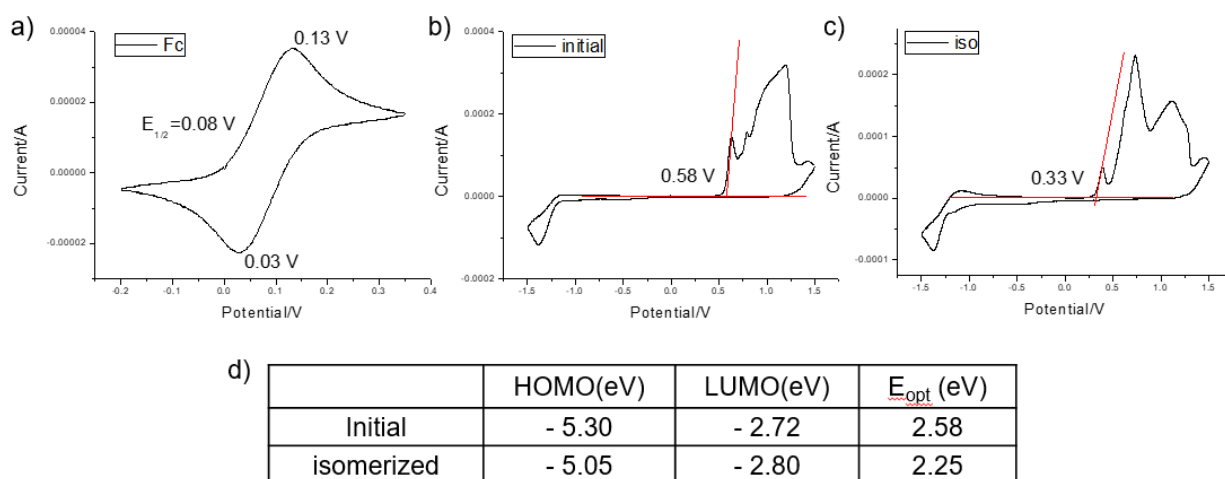 a)
Fc
0.13 V
E1/2=0.08 V
0.03 V
Current/A
0.00004
0.00002
0.00000
-0.00002
-0.2 -0.1 0.0 0.1 0.2 0.3 0.4
Potential/V
b)
initial
0.58 V
Current/A
0.0004
0.0002
0.0000
-0.0002
-1.5 -1.0 -0.5 0.0 0.5 1.0 1.5
Potential/V
c)
iso
0.33 V
Current/A
0.0002
0.0001
0.0000
-0.0001
-1.5 -1.0 -0.5 0.0 0.5 1.0 1.5
Potential/V
d)
HOMO(eV) LUMO(eV) Eopt (eV)
Initial - 5.30 - 2.72 2.58
isomerized - 5.05 - 2.80 2.25